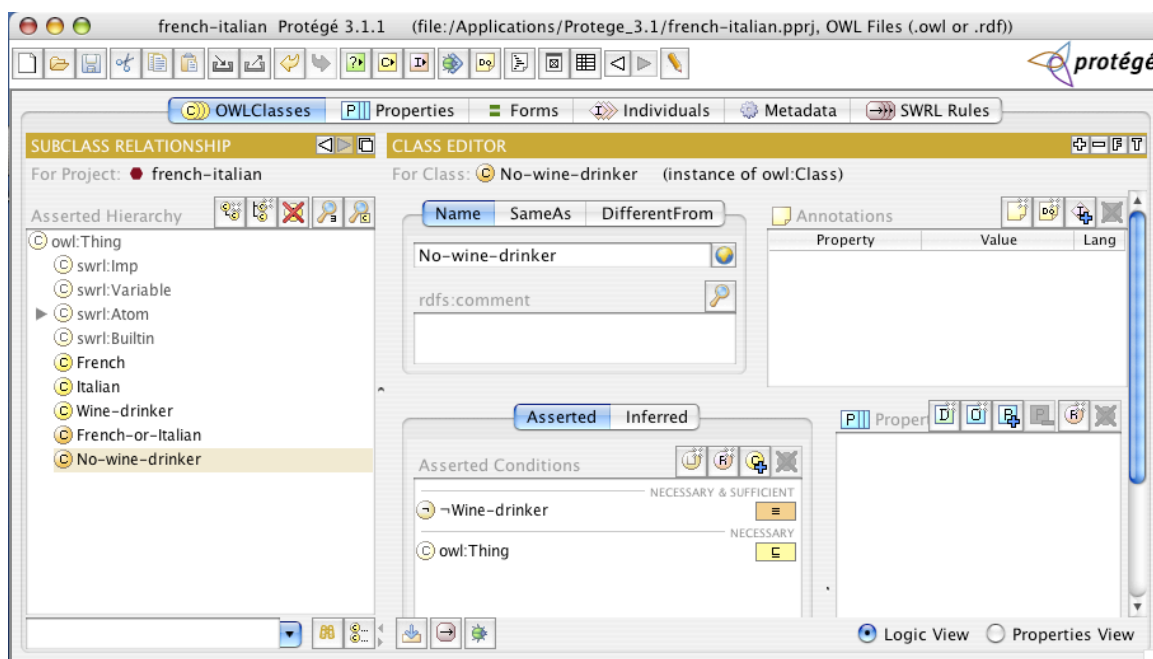 french-italian Protégé 3.1.1 (file:/Applications/Protege_3.1/french-italian.pprj, OWL Files (.owl or .rdf))
protégé
OWLClasses Properties Forms Individuals Metadata SWRL Rules
SUBCLASS RELATIONSHIP
For Project: french-italian
Asserted Hierarchy
owl:Thing
swrl:Imp
swrl:Variable
swrl:Atom
swrl:Builtin
French
Italian
Wine-drinker
French-or-Italian
No-wine-drinker
CLASS EDITOR
For Class: No-wine-drinker (instance of owl:Class)
Name SameAs DifferentFrom
No-wine-drinker
rdfs:comment
Annotations
Property Value Lang
Asserted Inferred
Asserted Conditions
NECESSARY & SUFFICIENT
¬Wine-drinker ≡
NECESSARY
owl:Thing ⊑
Proper
Logic View Properties View